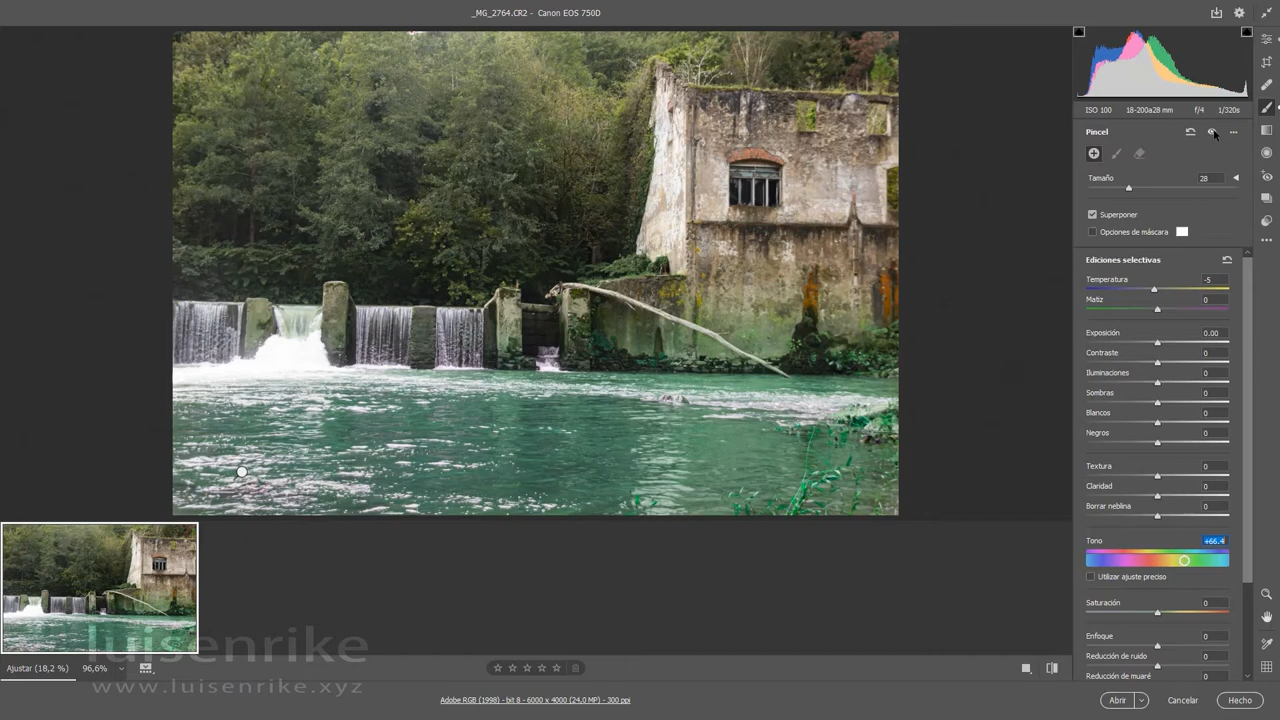 _MG_2764.CR2 - Canon EOS 750D
ISO 100 18-200a28 mm f/4 1/320s
Pincel
Tamaño 28
Superponer
Opciones de máscara
Ediciones selectivas
Temperatura -5
Matiz 0
Exposición 0.00
Contraste 0
Iluminaciones 0
Sombras 0
Blancos 0
Negros 0
Textura 0
Claridad 0
Borrar neblina 0
Tono +66.4
Utilizar ajuste preciso
Saturación 0
Enfoque 0
Reducción de ruido 0
Reducción de muaré 0
luisenrike
Ajustar (18,2 %) 96,6%
www.luisenrike.xyz
Adobe RGB (1998) - bit 8 - 6000 x 4000 (24,0 MP) - 300 ppi
Abrir Cancelar Hecho